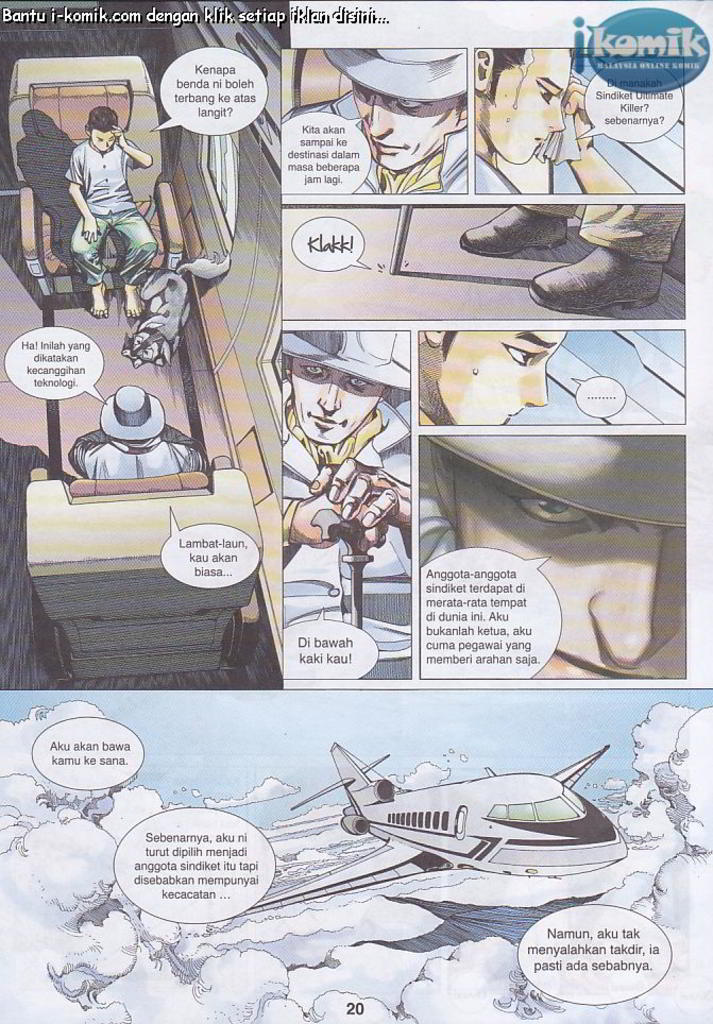 Bantu i-komik.com dengan klik setiap iklan disini...
ikomik
MALAYSIA ONLINE KOMIK
Kenapa
benda ni boleh
terbang ke atas
langit?
Ha! Inilah yang
dikatakan
kecanggihan
teknologi.
Lambat-laun,
kau akan
biasa...
Kita akan
sampai ke
destinasi dalam
masa beberapa
jam lagi.
Di manakah
Sindiket Ultimate
Killer?
sebenarnya?
Klakk!
Di bawah
kaki kau!
........
Anggota-anggota
sindiket terdapat di
merata-rata tempat
di dunia ini. Aku
bukanlah ketua, aku
cuma pegawai yang
memberi arahan saja.
Aku akan bawa
kamu ke sana.
Sebenarnya, aku ni
turut dipilih menjadi
anggota sindiket itu tapi
disebabkan mempunyai
kecacatan ...
Namun, aku tak
menyalahkan takdir, ia
pasti ada sebabnya.
20